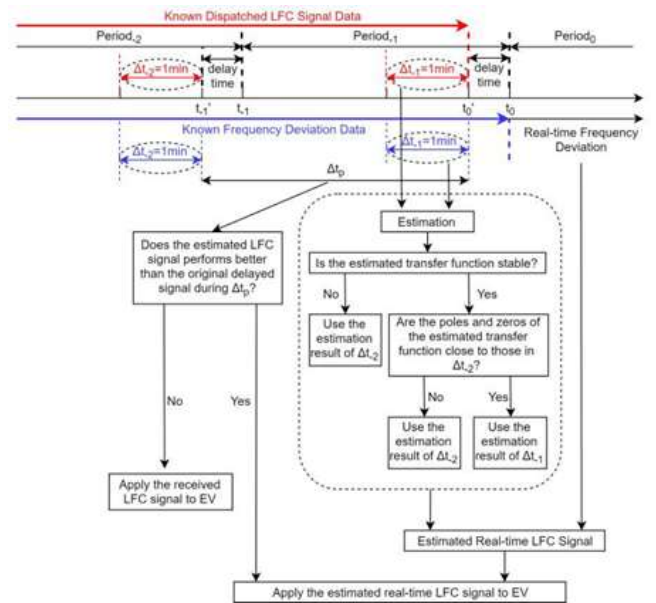 Known Dispatched LFC Signal Data
Period-2
Period-1
Period0
Δt-2=1min
delay
time
Δt-1=1min
delay
time
t-1'
t-1
t0'
t0
Known Frequency Deviation Data
Real-time Frequency
Deviation
Δt-2=1min
Δt-1=1min
Δtp
Estimation
Does the estimated LFC
signal performs better
than the original delayed
signal during Δtp?
Is the estimated transfer function stable?
No
Yes
Use the
estimation
result of Δt-2
Are the poles and zeros of
the estimated transfer
function close to those in
Δt-2?
No
Yes
No
Yes
Use the
estimation
result of Δt-2
Use the
estimation
result of Δt-1
Apply the received
LFC signal to EV
Estimated Real-time LFC Signal
Apply the estimated real-time LFC signal to EV